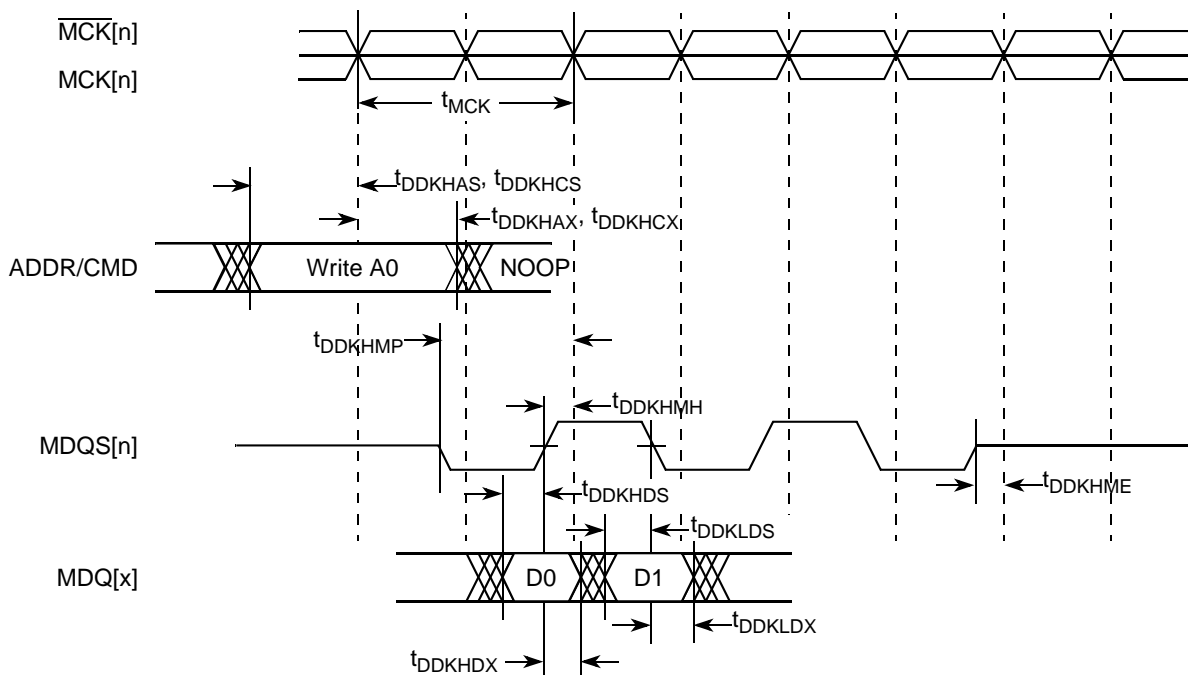 MCK[n]
MCK[n]
tMCK
tDDKHAS, tDDKHCS
tDDKHAX, tDDKHCX
ADDR/CMD
Write A0
NOOP
tDDKHMP
tDDKHMH
MDQS[n]
tDDKHME
tDDKHDS
tDDKLDS
MDQ[x]
D0
D1
tDDKLDX
tDDKHDX